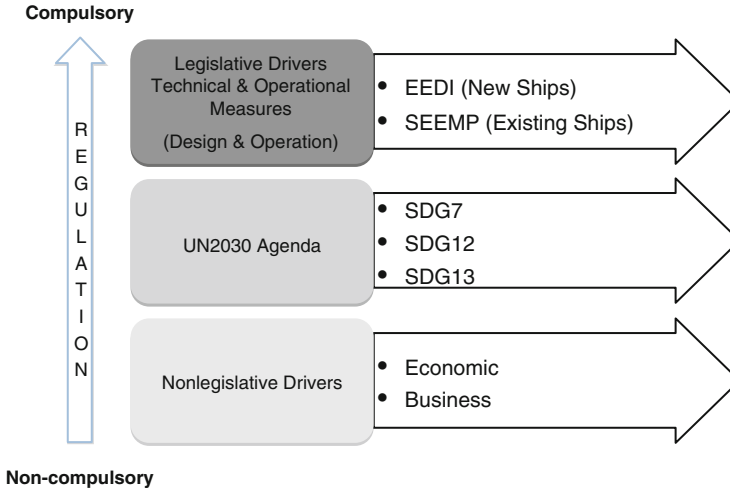 Compulsory
REGULATION
Legislative Drivers
Technical & Operational
Measures
(Design & Operation)
• EEDI (New Ships)
• SEEMP (Existing Ships)
UN2030 Agenda
• SDG7
• SDG12
• SDG13
Nonlegislative Drivers
• Economic
• Business
Non-compulsory